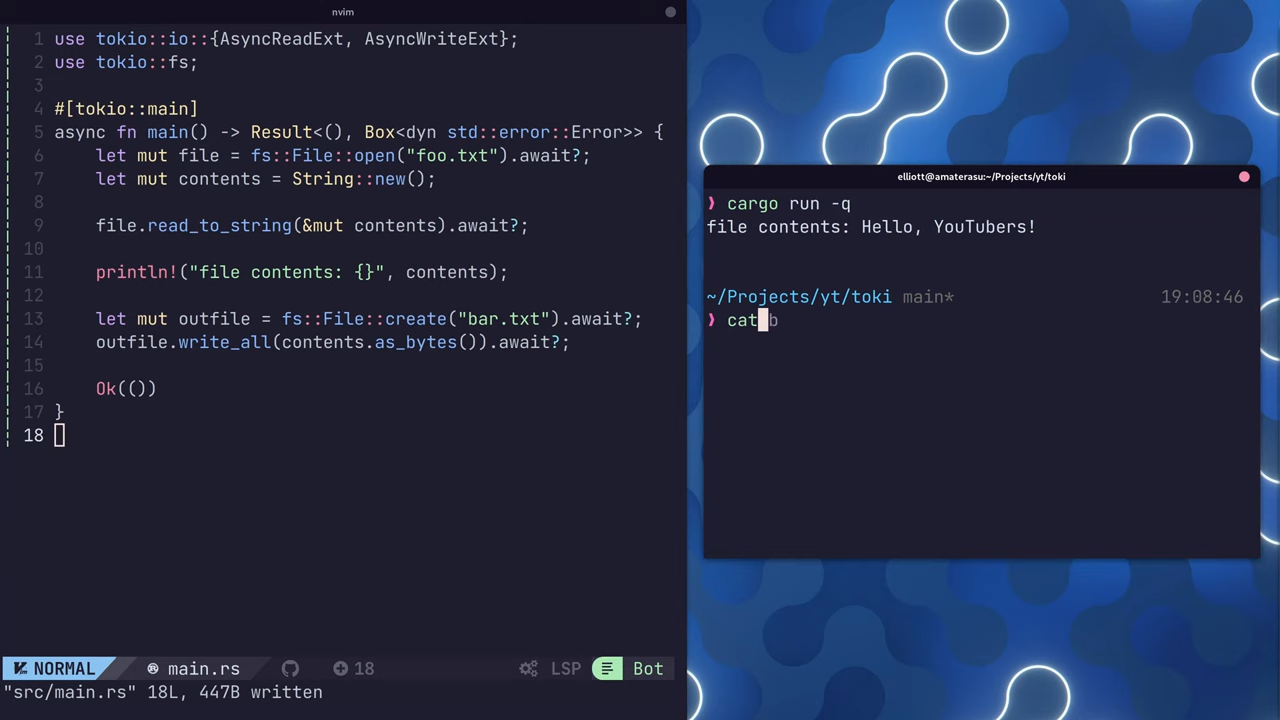 nvim
1 use tokio::io::{AsyncReadExt, AsyncWriteExt};
2 use tokio::fs;
3
4 #[tokio::main]
5 async fn main() -> Result<(), Box<dyn std::error::Error>> {
6     let mut file = fs::File::open("foo.txt").await?;
7     let mut contents = String::new();
8
9     file.read_to_string(&mut contents).await?;
10
11     println!("file contents: {}", contents);
12
13     let mut outfile = fs::File::create("bar.txt").await?;
14     outfile.write_all(contents.as_bytes()).await?;
15
16     Ok(())
17 }
18
NORMAL main.rs 18 LSP Bot
"src/main.rs" 18L, 447B written
elliott@amaterasu:~/Projects/yt/toki
❯ cargo run -q
file contents: Hello, YouTubers!
~/Projects/yt/toki main* 19:08:46
❯ cat b